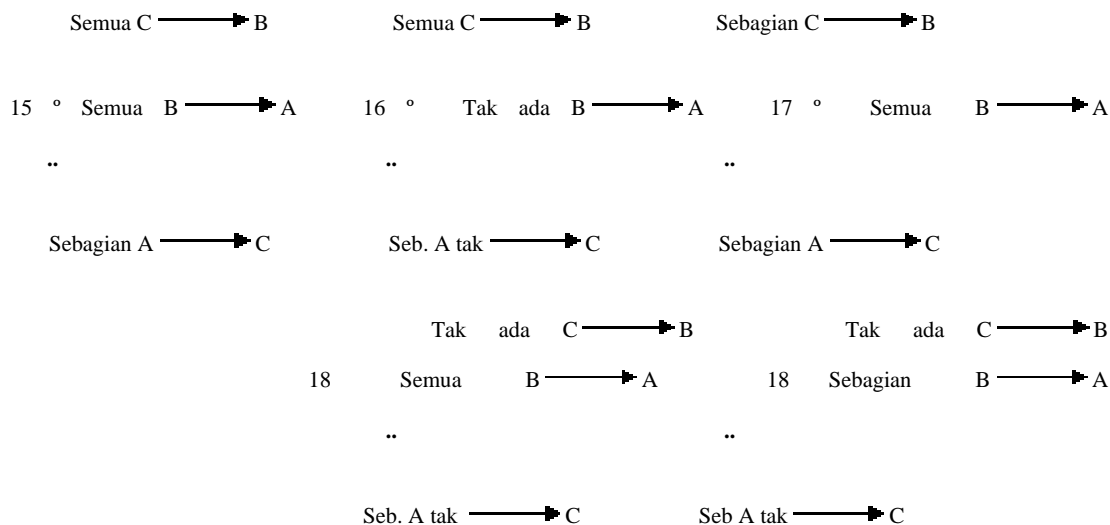 Semua C B Semua C B Sebagian C B
15 º Semua B A 16 º Tak ada B A 17 º Semua B A
.. .. ..
Sebagian A C Seb. A tak C Sebagian A C
Tak ada C B Tak ada C B
18 Semua B A 18 Sebagian B A
.. ..
Seb. A tak C Seb A tak C